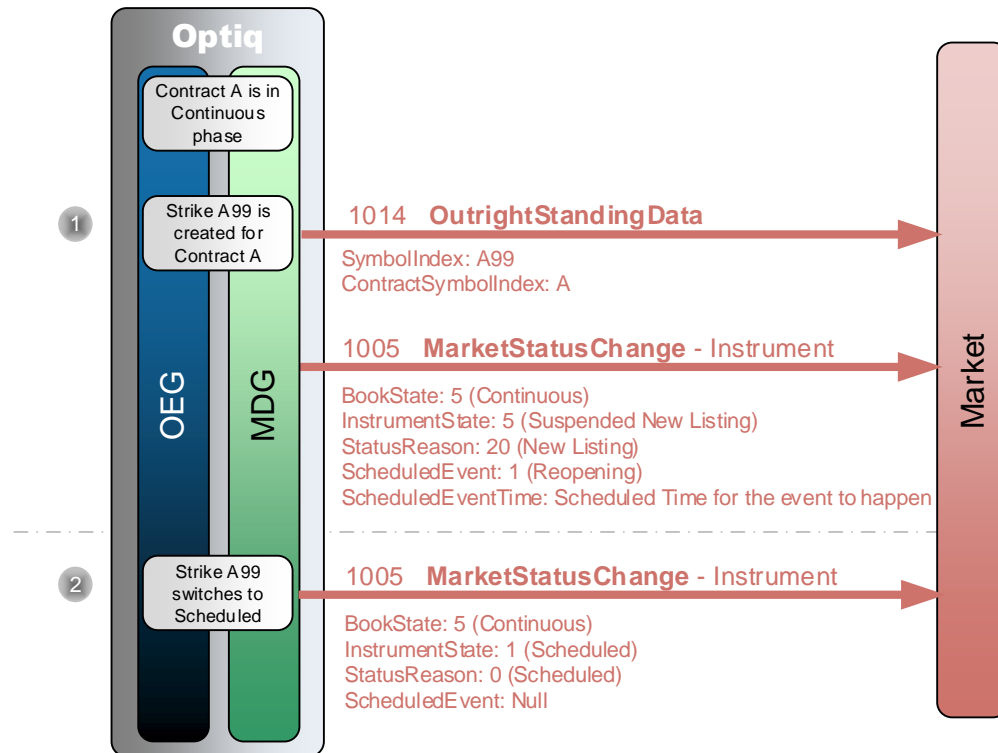 Optiq
Contract A is in
Continuous
phase
1
Strike A99 is
created for
Contract A
1014 OutrightStandingData
SymbolIndex: A99
ContractSymbolIndex: A
1005 MarketStatusChange - Instrument
BookState: 5 (Continuous)
InstrumentState: 5 (Suspended New Listing)
StatusReason: 20 (New Listing)
ScheduledEvent: 1 (Reopening)
ScheduledEventTime: Scheduled Time for the event to happen
OEG
MDG
Market
2
Strike A99
switches to
Scheduled
1005 MarketStatusChange - Instrument
BookState: 5 (Continuous)
InstrumentState: 1 (Scheduled)
StatusReason: 0 (Scheduled)
ScheduledEvent: Null